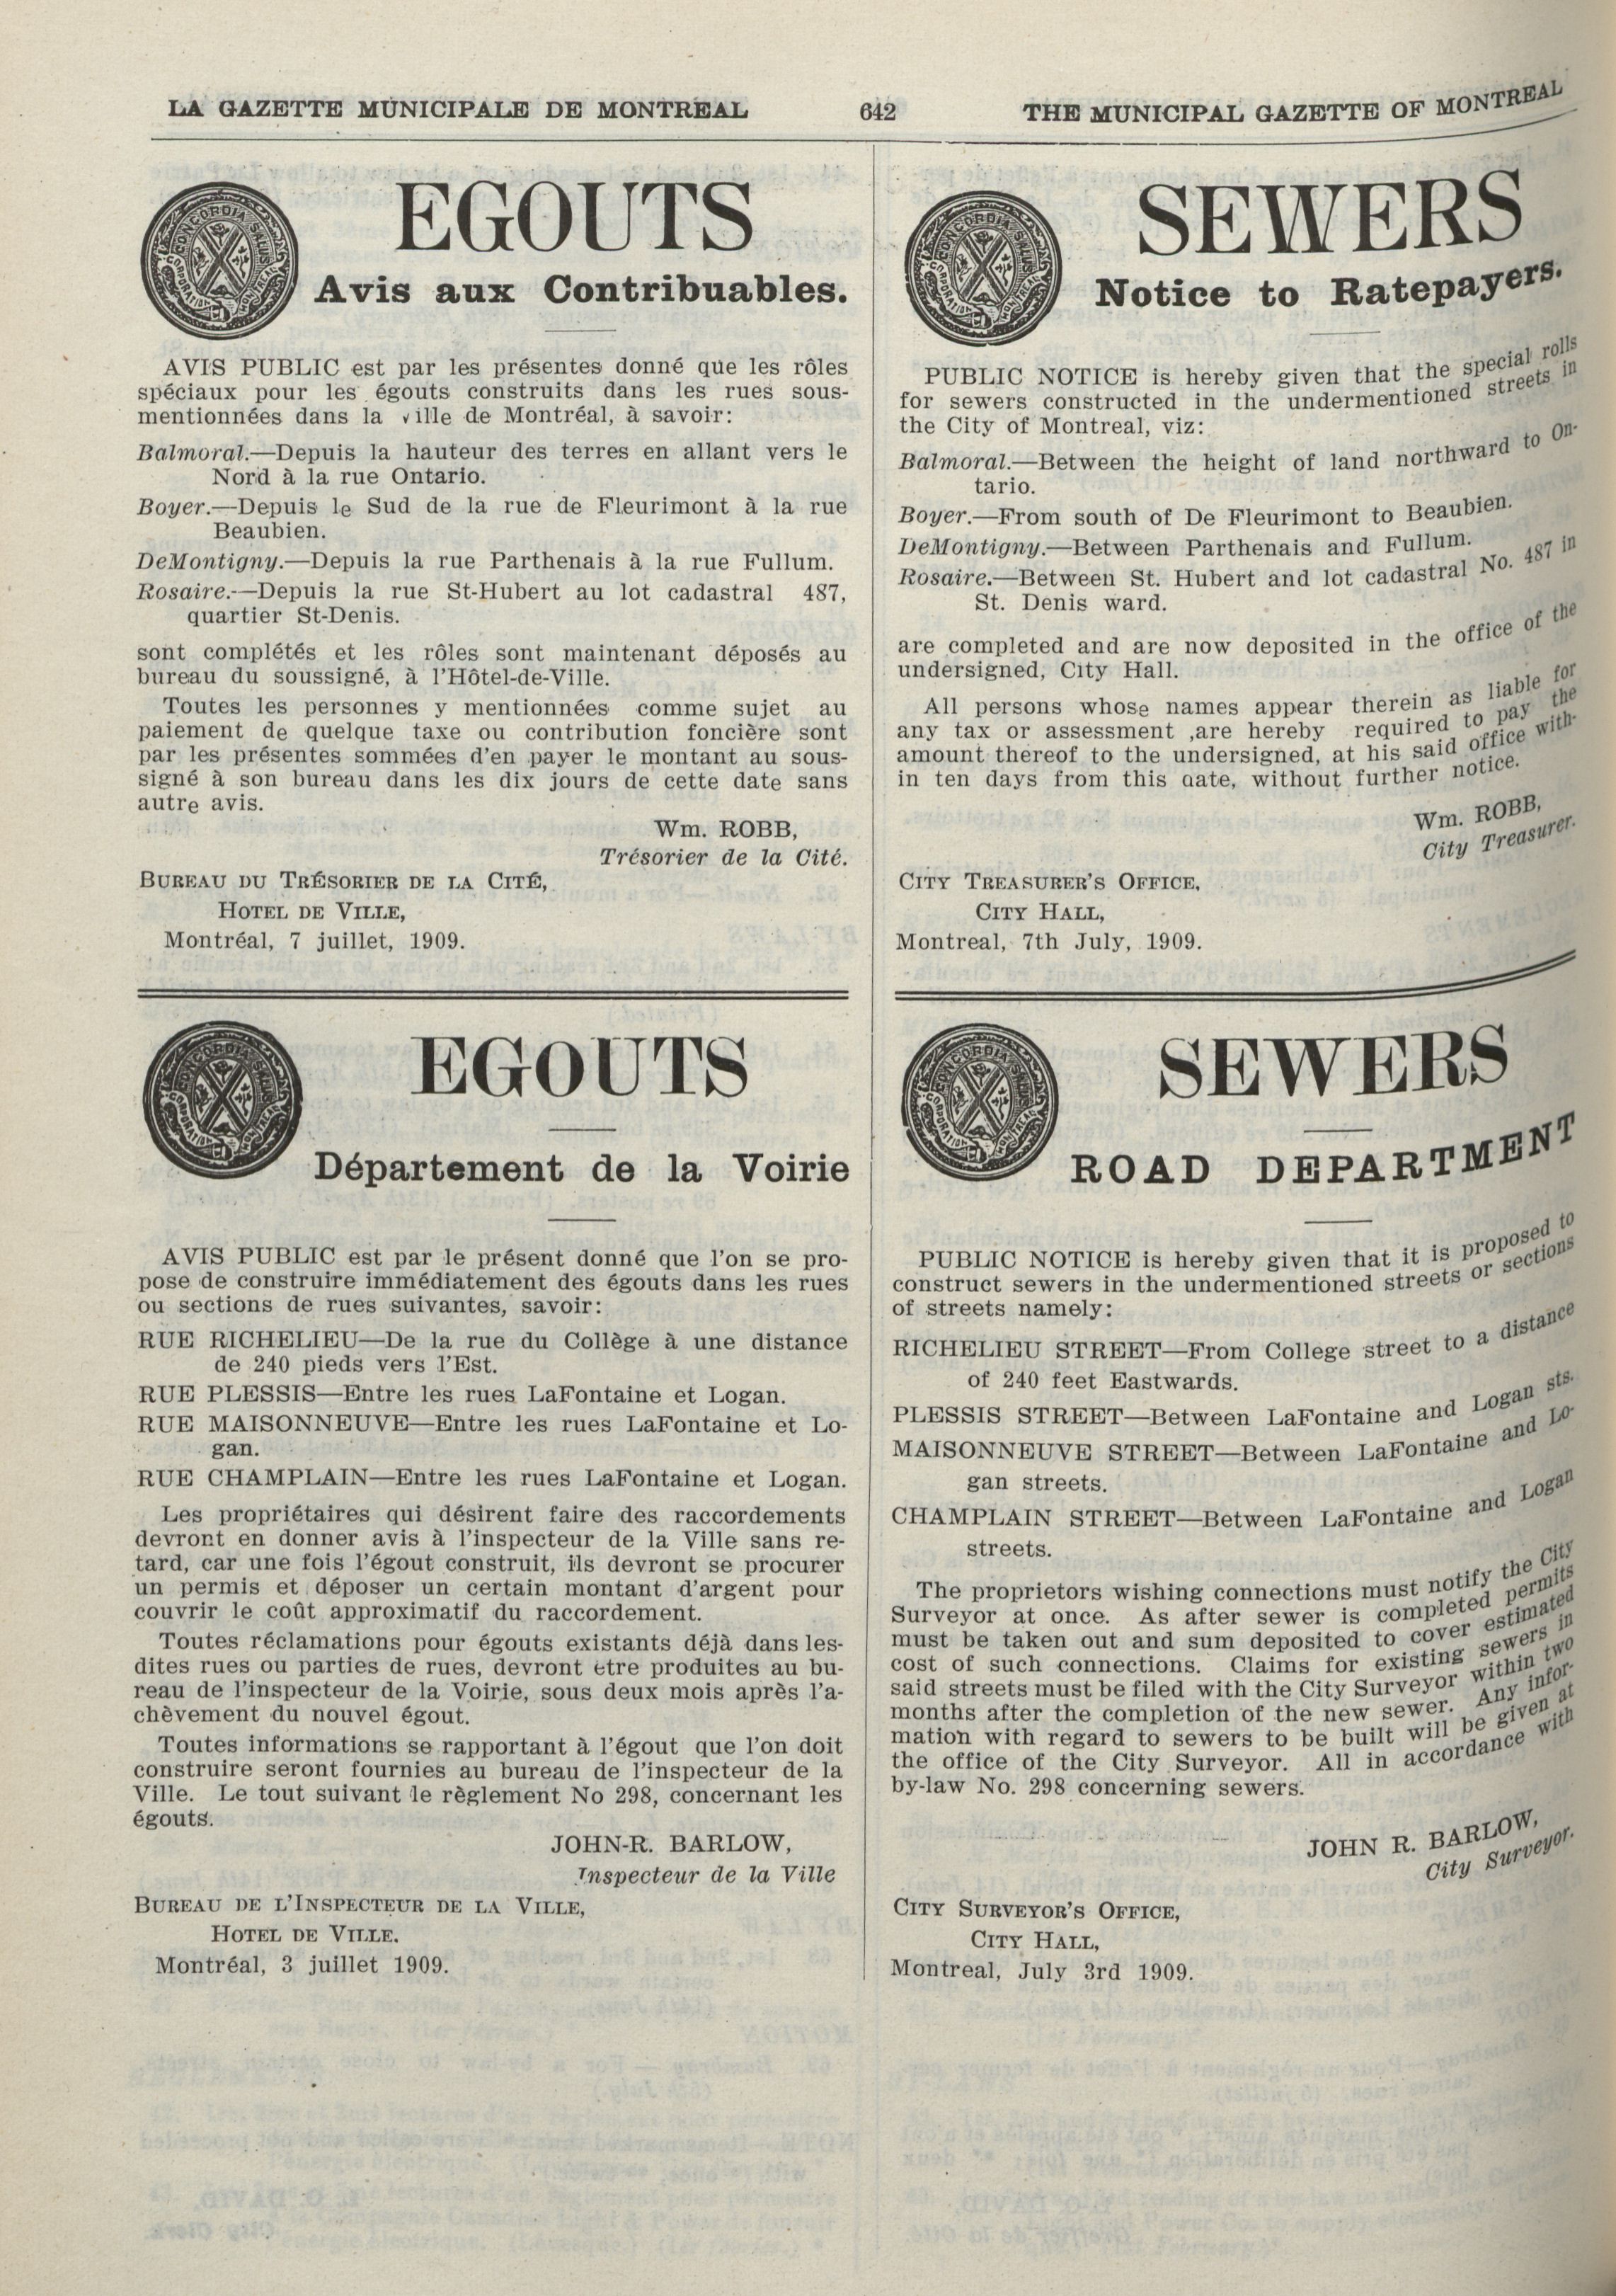 LA GAZETTE MUNICIPALE DE MONTREAL 642 THE MUNICIPAL GAZETTE OF MONTREAL
EGOUTS
Avis aux Contribuables.
AVIS PUBLIC est par les présentes donné que les rôles
spéciaux pour les égouts construits dans les rues sous-
mentionnées dans la ville de Montréal, à savoir:
Balmoral.—Depuis la hauteur des terres en allant vers le
Nord à la rue Ontario.
Boyer.—Depuis le Sud de la rue de Fleurimont à la rue
Beaubien.
DeMontigny.—Depuis la rue Parthenais à la rue Fullum.
Rosaire.—Depuis la rue St-Hubert au lot cadastral 487,
quartier St-Denis.
sont complétés et les rôles sont maintenant déposés au
bureau du soussigné, à l'Hôtel-de-Ville.
Toutes les personnes y mentionnées comme sujet au
paiement de quelque taxe ou contribution foncière sont
par les présentes sommées d'en payer le montant au sous-
signé à son bureau dans les dix jours de cette date sans
autre avis.
Wm. ROBB,
Trésorier de la Cité.
BUREAU DU TRÉSORIER DE LA CITÉ,
HOTEL DE VILLE,
Montréal, 7 juillet, 1909.
EGOUTS
Département de la Voirie
AVIS PUBLIC est par le présent donné que l'on se pro-
pose de construire immédiatement des égouts dans les rues
ou sections de rues suivantes, savoir:
RUE RICHELIEU—De la rue du Collège à une distance
de 240 pieds vers l'Est.
RUE PLESSIS—Entre les rues LaFontaine et Logan.
RUE MAISONNEUVE—Entre les rues LaFontaine et Lo-
gan.
RUE CHAMPLAIN—Entre les rues LaFontaine et Logan.
Les propriétaires qui désirent faire des raccordements
devront en donner avis à l'inspecteur de la Ville sans re-
tard, car une fois l'égout construit, ils devront se procurer
un permis et déposer un certain montant d'argent pour
couvrir le coût approximatif du raccordement.
Toutes réclamations pour égouts existants déjà dans les-
dites rues ou parties de rues, devront etre produites au bu-
reau de l'inspecteur de la Voirie, sous deux mois après l'a-
chèvement du nouvel égout.
Toutes informations se rapportant à l'égout que l'on doit
construire seront fournies au bureau de l'inspecteur de la
Ville. Le tout suivant le règlement No 298, concernant les
égouts.
JOHN-R. BARLOW,
Inspecteur de la Ville
BUREAU DE L'INSPECTEUR DE LA VILLE,
HOTEL DE VILLE.
Montréal, 3 juillet 1909.
SEWERS
Notice to Ratepayers.
PUBLIC NOTICE is hereby given that the special rolls
for sewers constructed in the undermentioned streets in
the City of Montreal, viz:
Balmoral.—Between the height of land northward to On-
tario.
Boyer.—From south of De Fleurimont to Beaubien.
DeMontigny.—Between Parthenais and Fullum.
Rosaire.—Between St. Hubert and lot cadastral No. 487 in
St. Denis ward.
are completed and are now deposited in the office of the
undersigned, City Hall.
All persons whose names appear therein as liable for
any tax or assessment ,are hereby required to pay the
amount thereof to the undersigned, at his said office with-
in ten days from this date, without further notice.
Wm. ROBB,
City Treasurer.
CITY TREASURER'S OFFICE,
CITY HALL,
Montreal, 7th July, 1909.
SEWERS
ROAD DEPARTMENT
PUBLIC NOTICE is hereby given that it is proposed to
construct sewers in the undermentioned streets or sections
of streets namely:
RICHELIEU STREET—From College street to a distance
of 240 feet Eastwards.
PLESSIS STREET—Between LaFontaine and Logan sts.
MAISONNEUVE STREET—Between LaFontaine and Lo-
gan streets.
CHAMPLAIN STREET—Between LaFontaine and Logan
streets.
The proprietors wishing connections must notify the City
Surveyor at once. As after sewer is completed permits
must be taken out and sum deposited to cover estimated
cost of such connections. Claims for existing sewers in
said streets must be filed with the City Surveyor within two
months after the completion of the new sewer. Any infor-
mation with regard to sewers to be built will be given at
the office of the City Surveyor. All in accordance with
by-law No. 298 concerning sewers.
JOHN R. BARLOW,
City Surveyor.
CITY SURVEYOR'S OFFICE,
CITY HALL,
Montreal, July 3rd 1909.